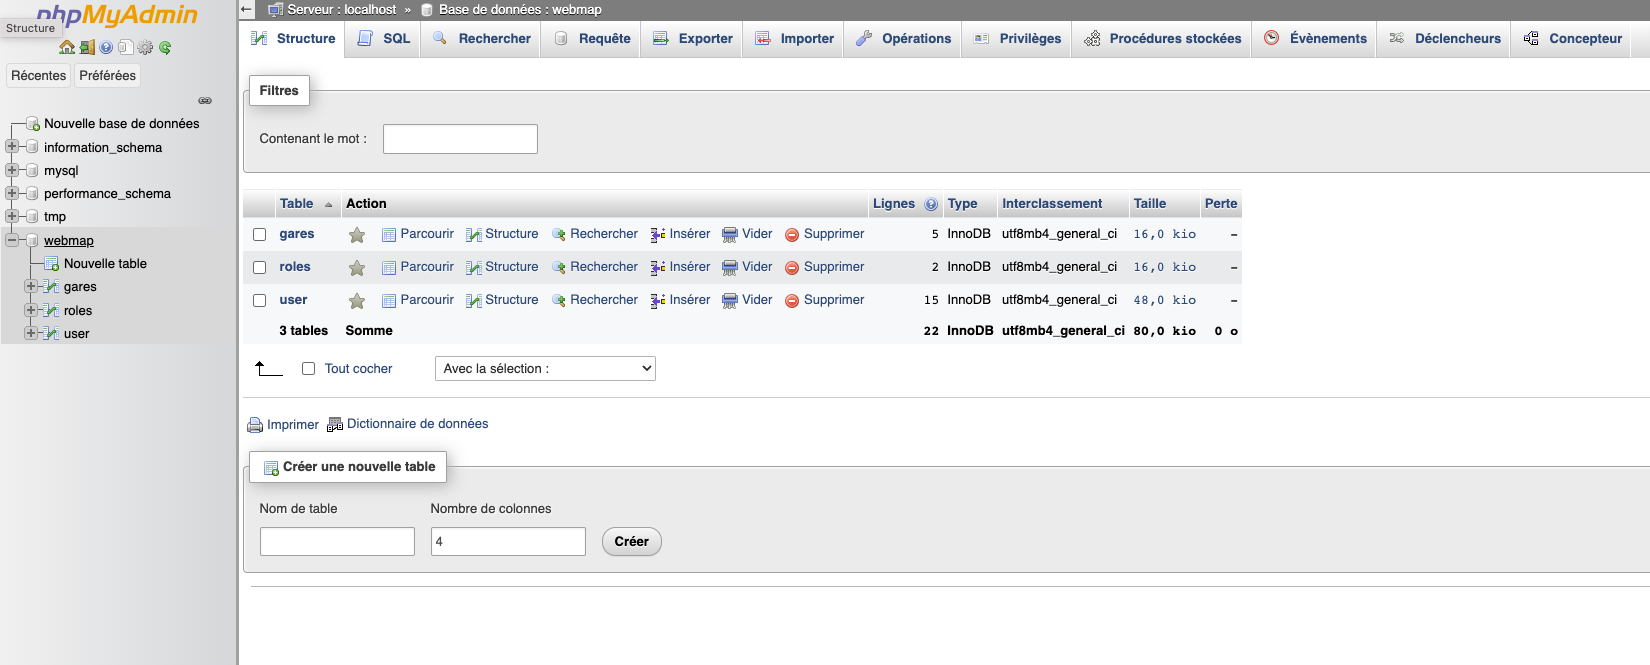 phpMyAdmin
Structure
Récentes Préférées
Nouvelle base de données
information_schema
mysql
performance_schema
tmp
webmap
Nouvelle table
gares
roles
user
Serveur : localhost » Base de données : webmap
Structure SQL Rechercher Requête Exporter Importer Opérations Privilèges Procédures stockées Évènements Déclencheurs Concepteur
Filtres
Contenant le mot :
Table Action Lignes Type Interclassement Taille Perte
gares Parcourir Structure Rechercher Insérer Vider Supprimer 5 InnoDB utf8mb4_general_ci 16,0 kio –
roles Parcourir Structure Rechercher Insérer Vider Supprimer 2 InnoDB utf8mb4_general_ci 16,0 kio –
user Parcourir Structure Rechercher Insérer Vider Supprimer 15 InnoDB utf8mb4_general_ci 48,0 kio –
3 tables Somme 22 InnoDB utf8mb4_general_ci 80,0 kio 0 o
Tout cocher Avec la sélection :
Imprimer Dictionnaire de données
Créer une nouvelle table
Nom de table Nombre de colonnes
4 Créer